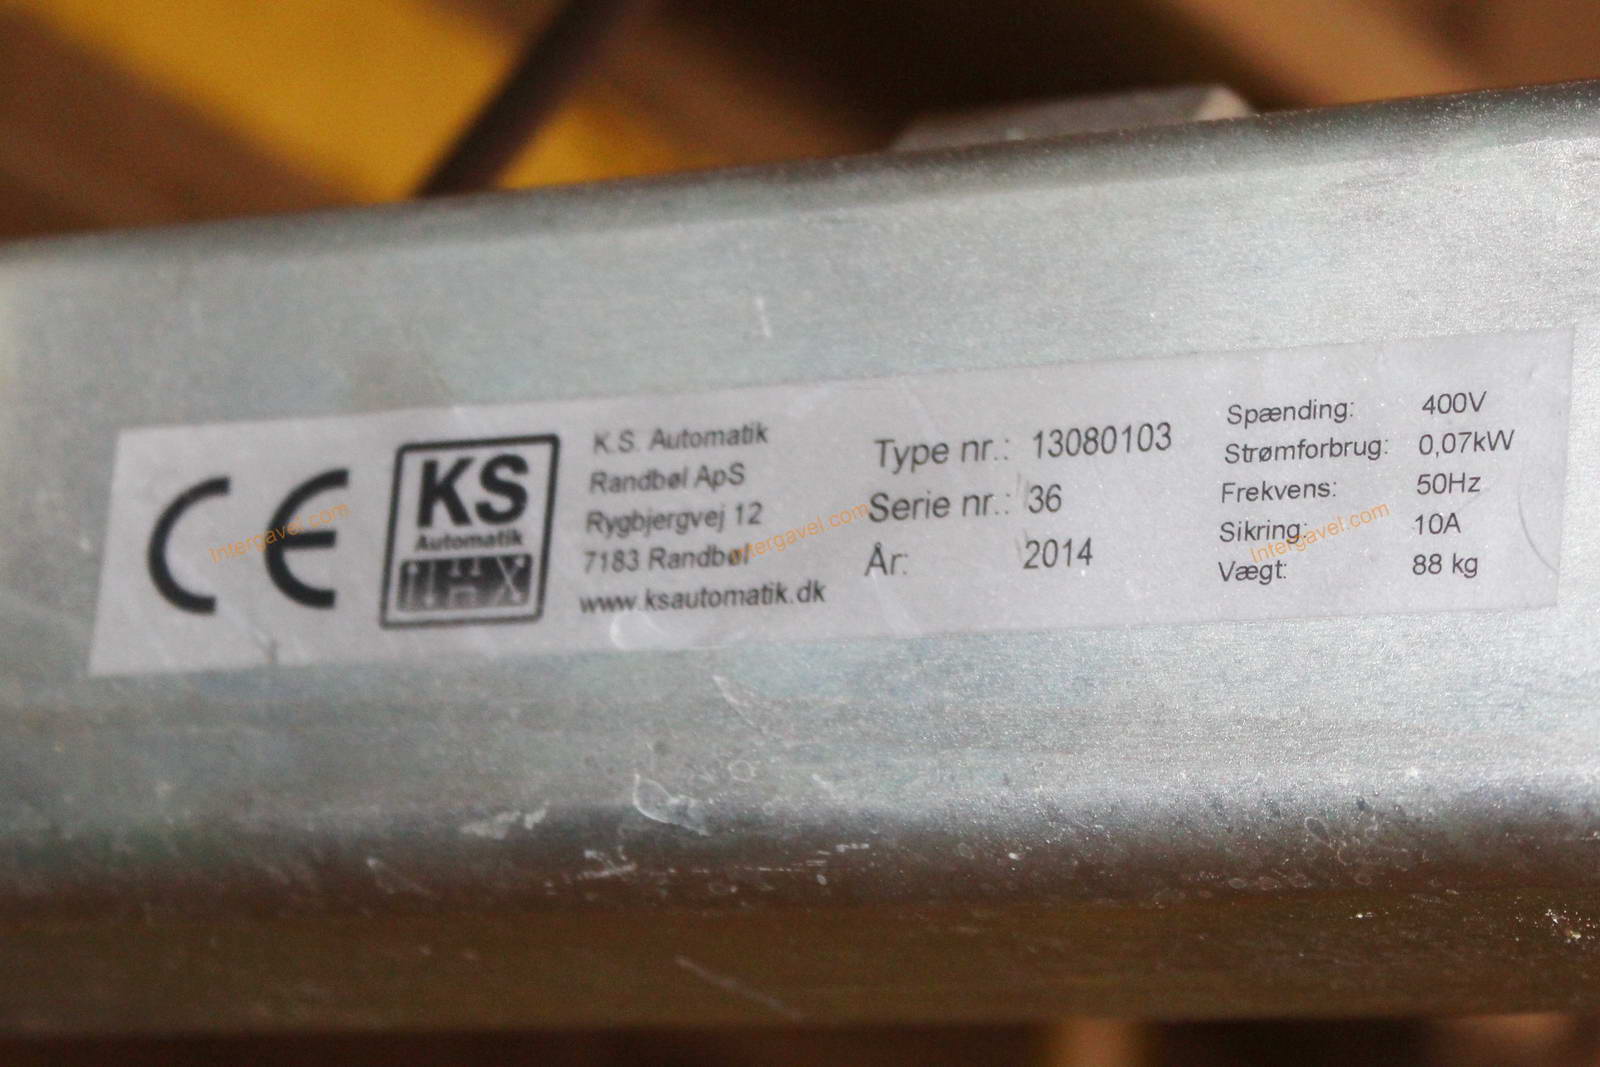 CE
KS
Automatik
K.S. Automatik
Randbøl ApS
Rygbjergvej 12
7183 Randbøl
www.ksautomatik.dk
Type nr.: 13080103
Serie nr.: 36
År: 2014
Spænding: 400V
Strømforbrug: 0,07kW
Frekvens: 50Hz
Sikring: 10A
Vægt: 88 kg
Intergavel.com
Intergavel.com
Intergavel.com